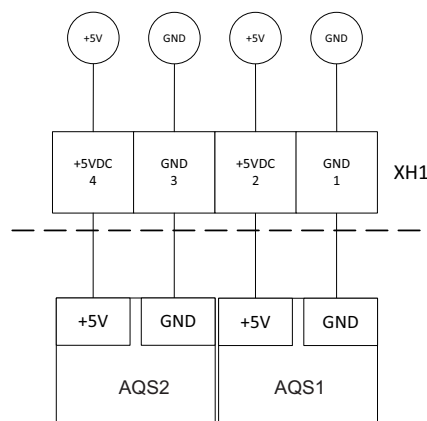 +5V GND +5V GND
+5VDC GND +5VDC GND
4 3 2 1
XH1
+5V GND +5V GND
AQS2 AQS1